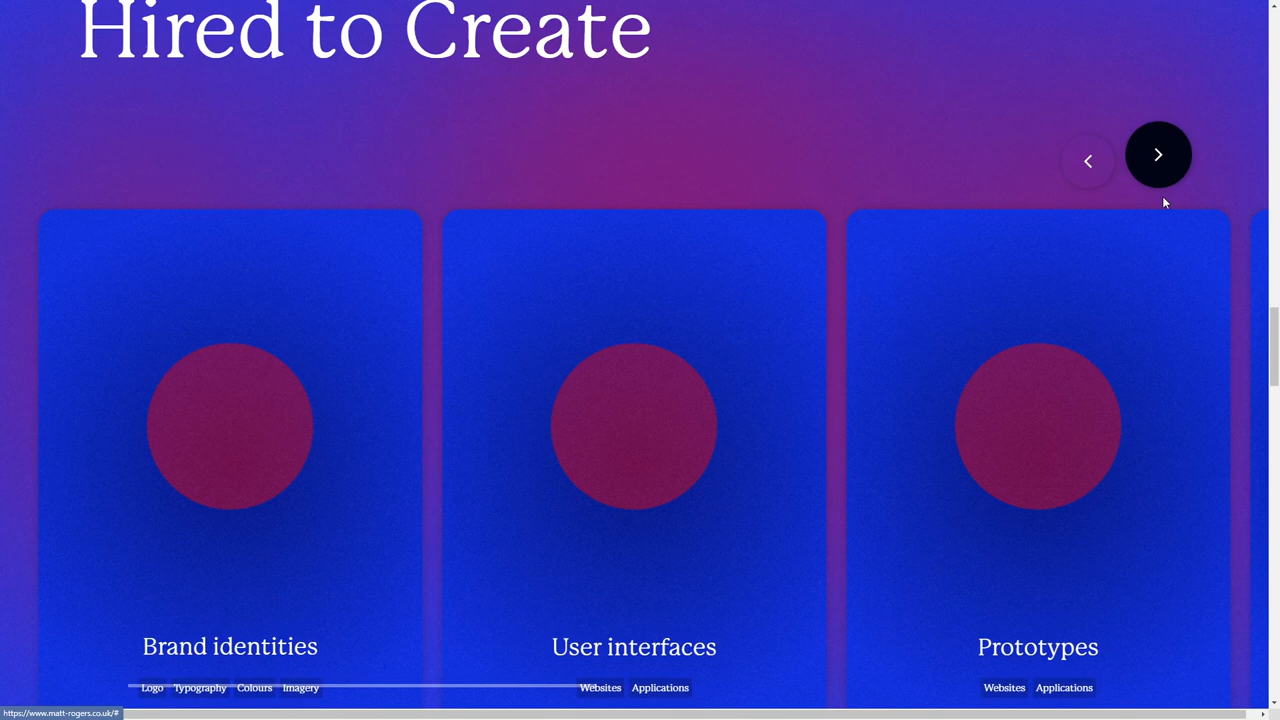 Hired to Create
Brand identities
Logo Typography Colours Imagery
User interfaces
Websites Applications
Prototypes
Websites Applications
https://www.matt-rogers.co.uk/#